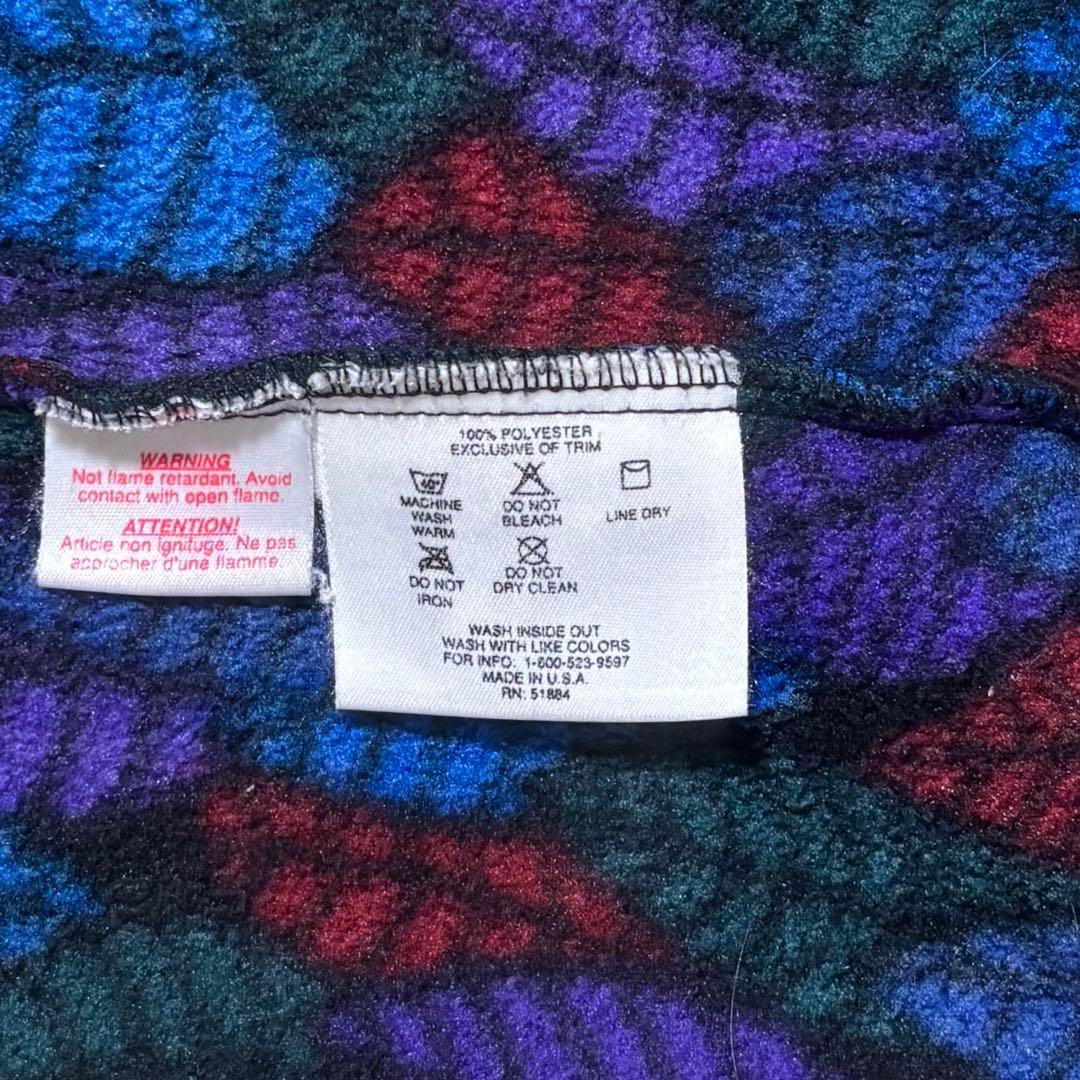 WARNING
Not flame retardant. Avoid
contact with open flame.
ATTENTION!
Article non ignifuge. Ne pas
approcher d'une flamme.
100% POLYESTER
EXCLUSIVE OF TRIM
40°
MACHINE
WASH
WARM
DO NOT
BLEACH
LINE DRY
DO NOT
IRON
DO NOT
DRY CLEAN
WASH INSIDE OUT
WASH WITH LIKE COLORS
FOR INFO: 1-800-523-9597
MADE IN U.S.A.
RN: 51884